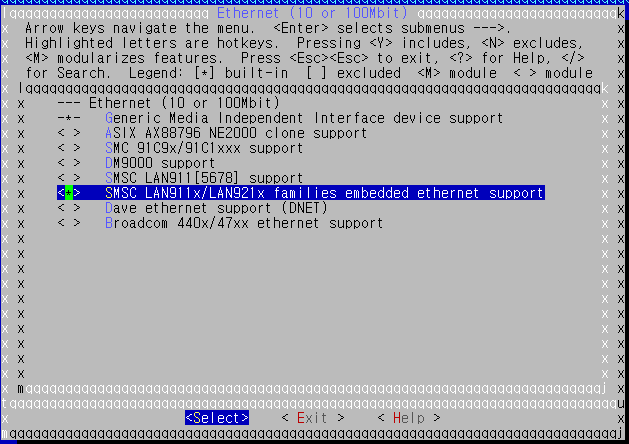 Ethernet (10 or 100Mbit)
Arrow keys navigate the menu. <Enter> selects submenus --->.
Highlighted letters are hotkeys. Pressing <Y> includes, <N> excludes,
<M> modularizes features. Press <Esc><Esc> to exit, <?> for Help, </>
for Search. Legend: [*] built-in [ ] excluded <M> module < > module
--- Ethernet (10 or 100Mbit)
-*- Generic Media Independent Interface device support
< > ASIX AX88796 NE2000 clone support
< > SMC 91C9x/91C1xxx support
< > DM9000 support
< > SMSC LAN911[5678] support
<*> SMSC LAN911x/LAN921x families embedded ethernet support
< > Dave ethernet support (DNET)
< > Broadcom 440x/47xx ethernet support
<Select> < Exit > < Help >